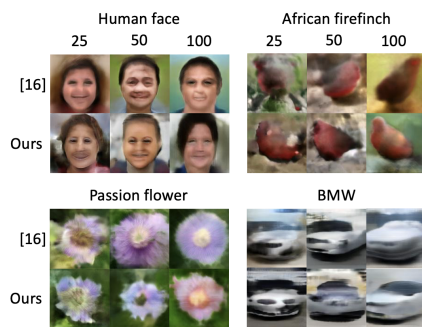 Human face
African firefinch
25 50 100
25 50 100
[16]
Ours
Passion flower
BMW
[16]
Ours